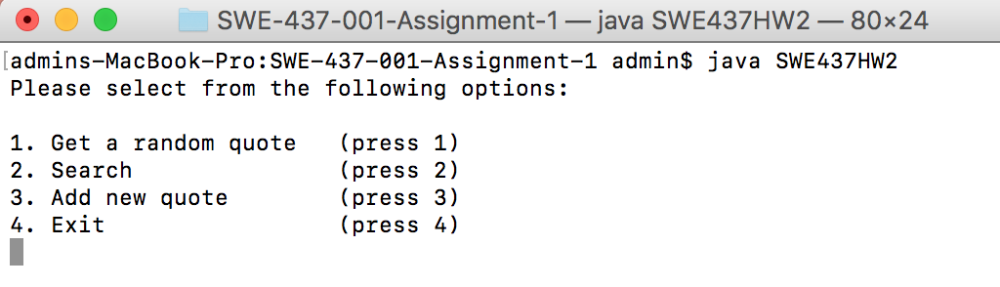 SWE-437-001-Assignment-1 — java SWE437HW2 — 80×24
[admins-MacBook-Pro:SWE-437-001-Assignment-1 admin$ java SWE437HW2
Please select from the following options:
1. Get a random quote   (press 1)
2. Search               (press 2)
3. Add new quote        (press 3)
4. Exit                 (press 4)